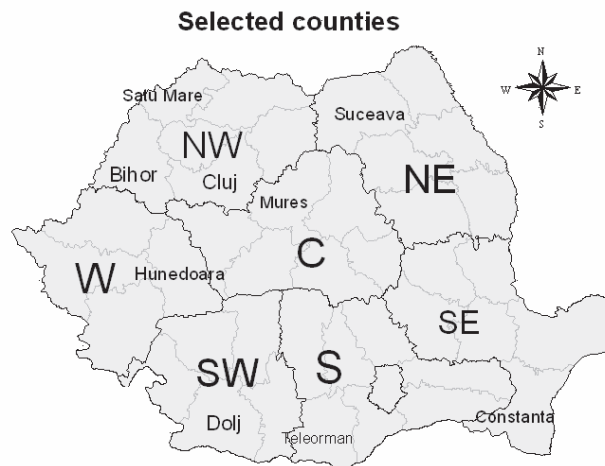 Selected counties
N
W E
S
Satu Mare
Suceava
NW
Bihor
Cluj
NE
Mures
C
W
Hunedoara
SE
SW
S
Dolj
Teleorman
Constanta